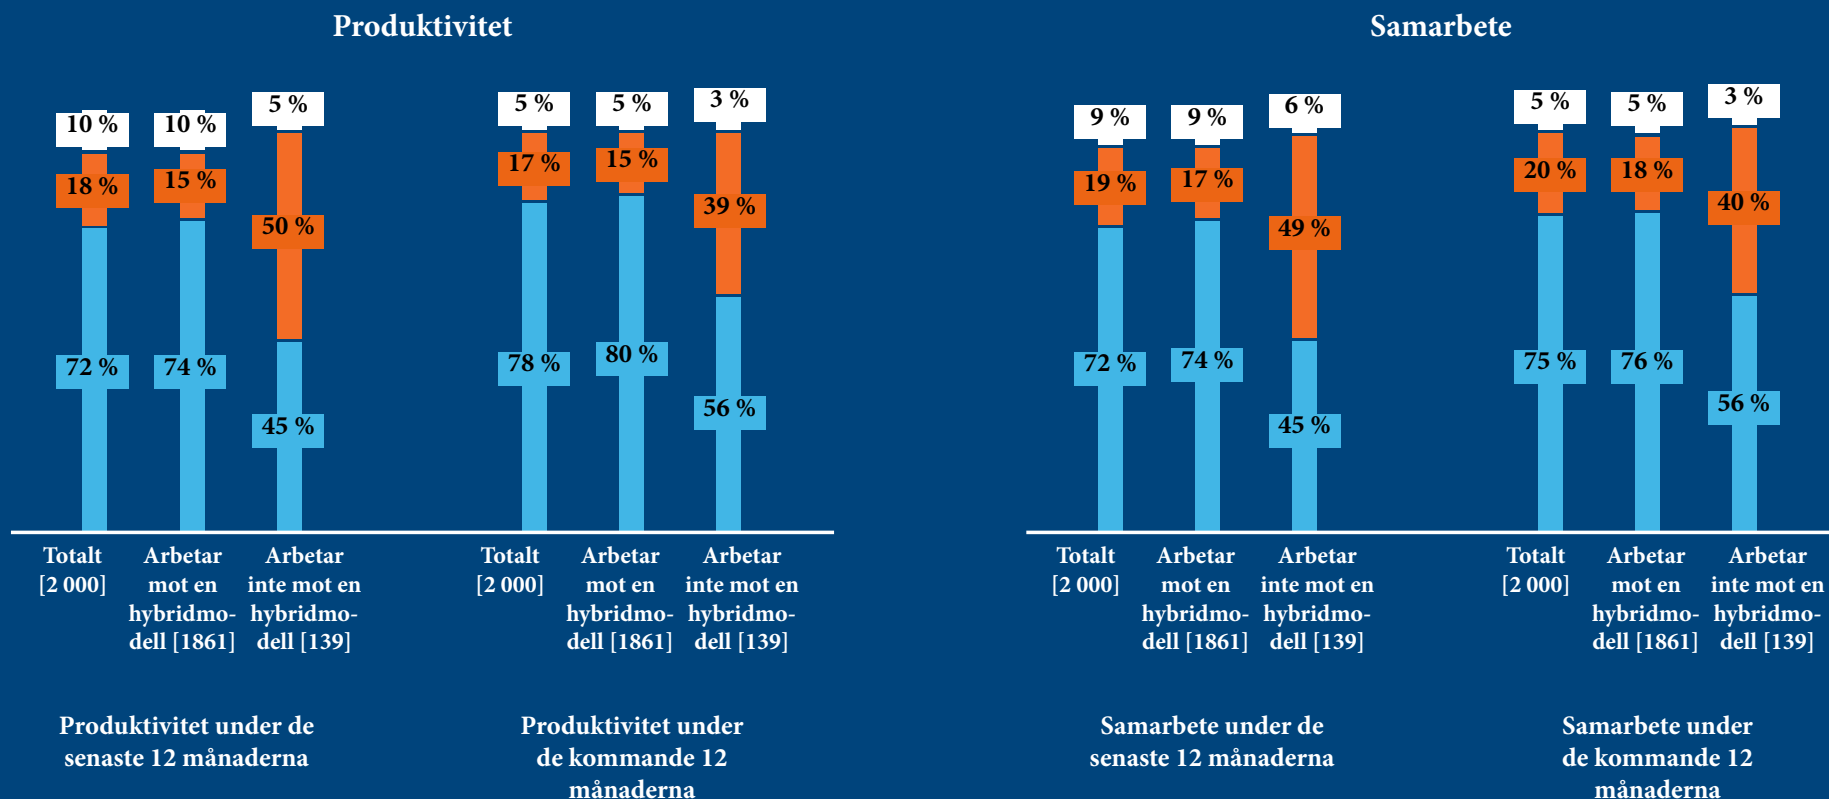 Produktivitet
10 %
18 %
72 %
10 %
15 %
74 %
5 %
50 %
45 %
5 %
17 %
78 %
5 %
15 %
80 %
3 %
39 %
56 %
Totalt
[2 000]
Arbetar
mot en
hybridmo-
dell [1861]
Arbetar
inte mot en
hybridmo-
dell [139]
Totalt
[2 000]
Arbetar
mot en
hybridmo-
dell [1861]
Arbetar
inte mot en
hybridmo-
dell [139]
Produktivitet under de
senaste 12 månaderna
Produktivitet under
de kommande 12
månaderna
Samarbete
9 %
19 %
72 %
9 %
17 %
74 %
6 %
49 %
45 %
5 %
20 %
75 %
5 %
18 %
76 %
3 %
40 %
56 %
Totalt
[2 000]
Arbetar
mot en
hybridmo-
dell [1861]
Arbetar
inte mot en
hybridmo-
dell [139]
Totalt
[2 000]
Arbetar
mot en
hybridmo-
dell [1861]
Arbetar
inte mot en
hybridmo-
dell [139]
Samarbete under de
senaste 12 månaderna
Samarbete under
de kommande 12
månaderna